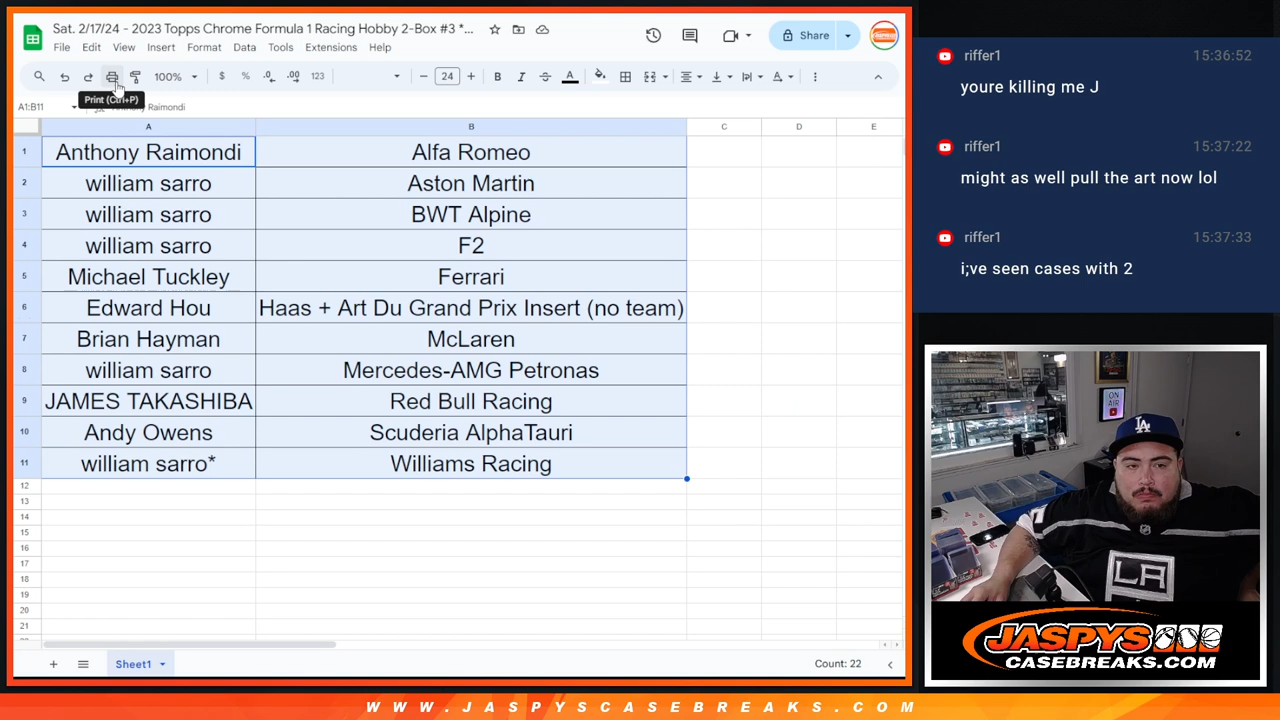 Sat. 2/17/24 - 2023 Topps Chrome Formula 1 Racing Hobby 2-Box #3 *...
File Edit View Insert Format Data Tools Extensions Help
Share
100% $ % .0 .00 123 24 B I A
Print (Ctrl+P)
A1:B11 Anthony Raimondi
A B C D E
1 Anthony Raimondi Alfa Romeo
2 william sarro Aston Martin
3 william sarro BWT Alpine
4 william sarro F2
5 Michael Tuckley Ferrari
6 Edward Hou Haas + Art Du Grand Prix Insert (no team)
7 Brian Hayman McLaren
8 william sarro Mercedes-AMG Petronas
9 JAMES TAKASHIBA Red Bull Racing
10 Andy Owens Scuderia AlphaTauri
11 william sarro* Williams Racing
12
13
14
15
16
17
18
19
20
21
Sheet1 Count: 22
riffer1 15:36:52
youre killing me J
riffer1 15:37:22
might as well pull the art now lol
riffer1 15:37:33
i;ve seen cases with 2
ON AIR
LA
LA
JASPYS
CASEBREAKS.COM
WWW.JASPYSCASEBREAKS.COM